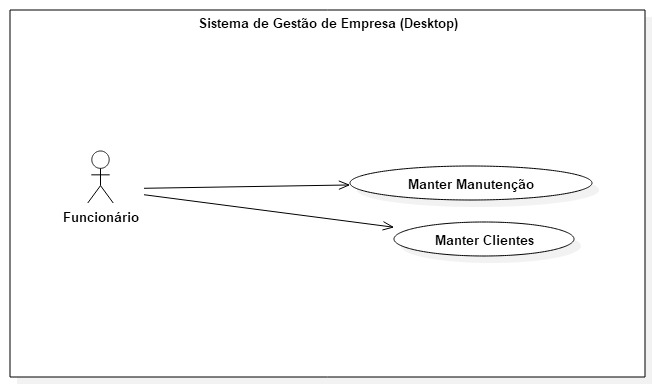 Sistema de Gestão de Empresa (Desktop)
Manter Manutenção
Funcionário
Manter Clientes